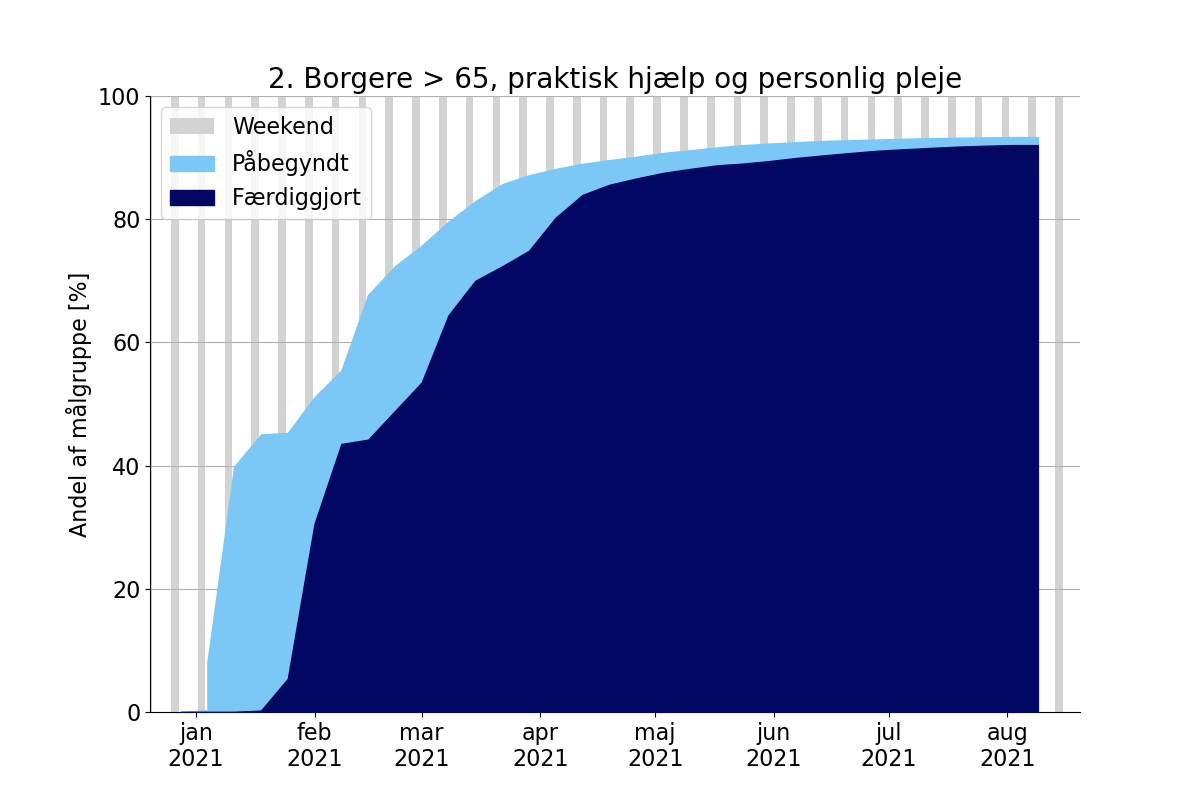 2. Borgere > 65, praktisk hjælp og personlig pleje
Weekend
Påbegyndt
Færdiggjort
Andel af målgruppe [%]
100
80
60
40
20
0
jan feb mar apr maj jun jul aug
2021 2021 2021 2021 2021 2021 2021 2021